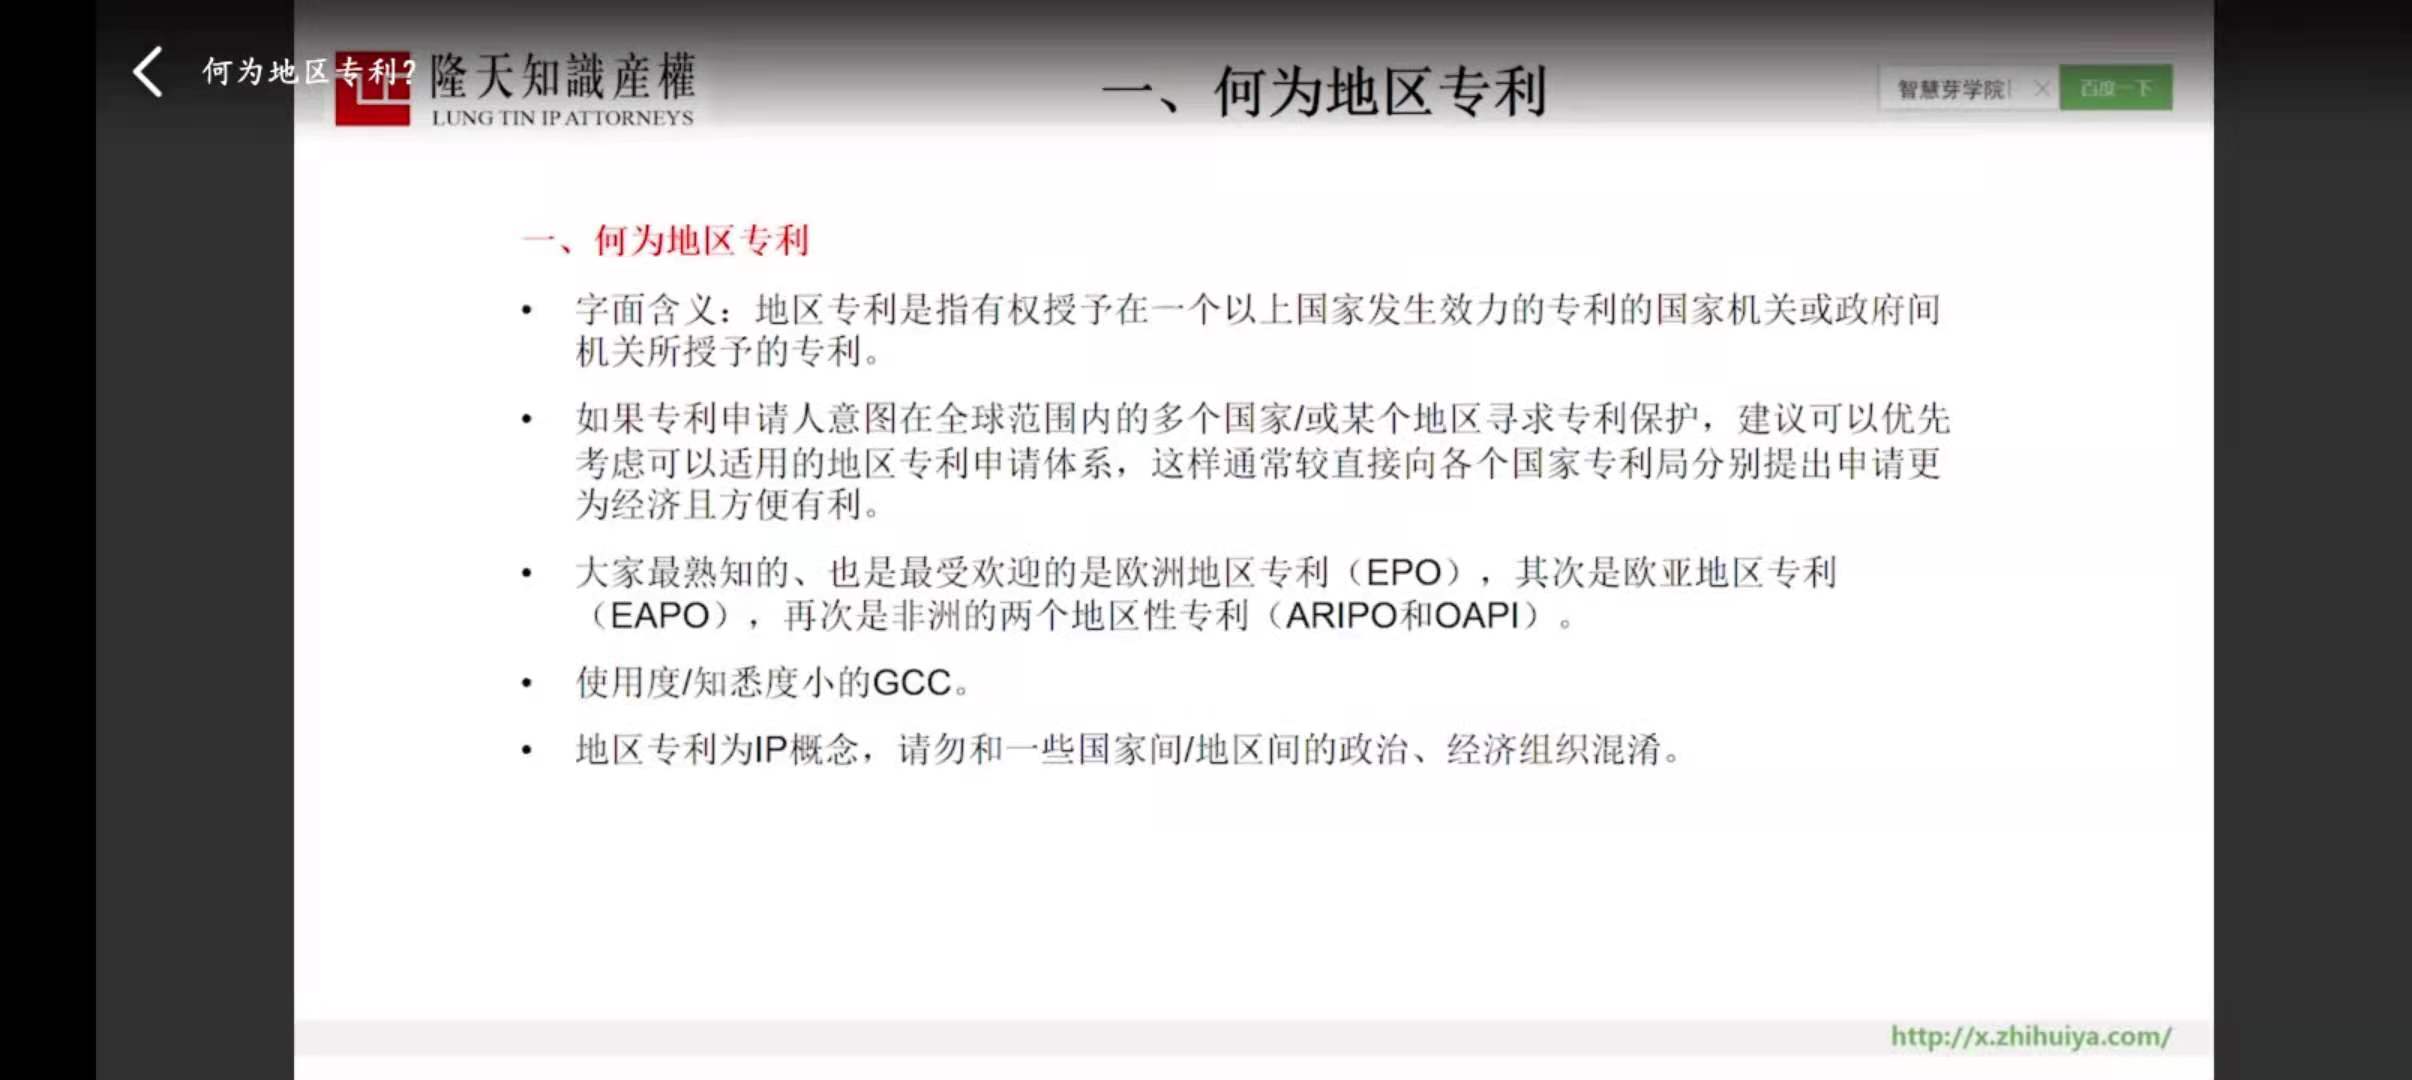 何为地区专利?
隆天知識産權
LUNG TIN IP ATTORNEYS
一、何为地区专利
智慧芽学院
百度一下
一、何为地区专利
• 字面含义：地区专利是指有权授予在一个以上国家发生效力的专利的国家机关或政府间
机关所授予的专利。
• 如果专利申请人意图在全球范围内的多个国家/或某个地区寻求专利保护，建议可以优先
考虑可以适用的地区专利申请体系，这样通常较直接向各个国家专利局分别提出申请更
为经济且方便有利。
• 大家最熟知的、也是最受欢迎的是欧洲地区专利（EPO），其次是欧亚地区专利
（EAPO），再次是非洲的两个地区性专利（ARIPO和OAPI）。
• 使用度/知悉度小的GCC。
• 地区专利为IP概念，请勿和一些国家间/地区间的政治、经济组织混淆。
http://x.zhihuiya.com/